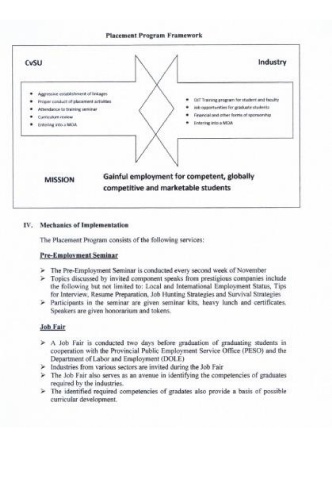 Placement Program Framework
CvSU
Industry
• Aggressive establishment of linkages
• Proper conduct of placement activities
• Attendance to training seminar
• Curriculum review
• Entering into a MOA
• OJT Training program for student and faculty
• Job opportunities for graduate students
• Financial and other forms of sponsorship
• Entering into a MOA
MISSION
Gainful employment for competent, globally
competitive and marketable students
IV. Mechanics of Implementation
The Placement Program consists of the following services:
Pre-Employment Seminar
➢ The Pre-Employment Seminar is conducted every second week of November
➢ Topics discussed by invited component speaks from prestigious companies include
the following but not limited to: Local and International Employment Status, Tips
for Interview, Resume Preparation, Job Hunting Strategies and Survival Strategies
➢ Participants in the seminar are given seminar kits, heavy lunch and certificates.
Speakers are given honorarium and tokens.
Job Fair
➢ A Job Fair is conducted two days before graduation of graduating students in
cooperation with the Provincial Public Employment Service Office (PESO) and the
Department of Labor and Employment (DOLE)
➢ Industries from various sectors are invited during the Job Fair
➢ The Job Fair also serves as an avenue in identifying the competencies of graduates
required by the industries.
➢ The identified required competencies of gradates also provide a basis of possible
curricular development.